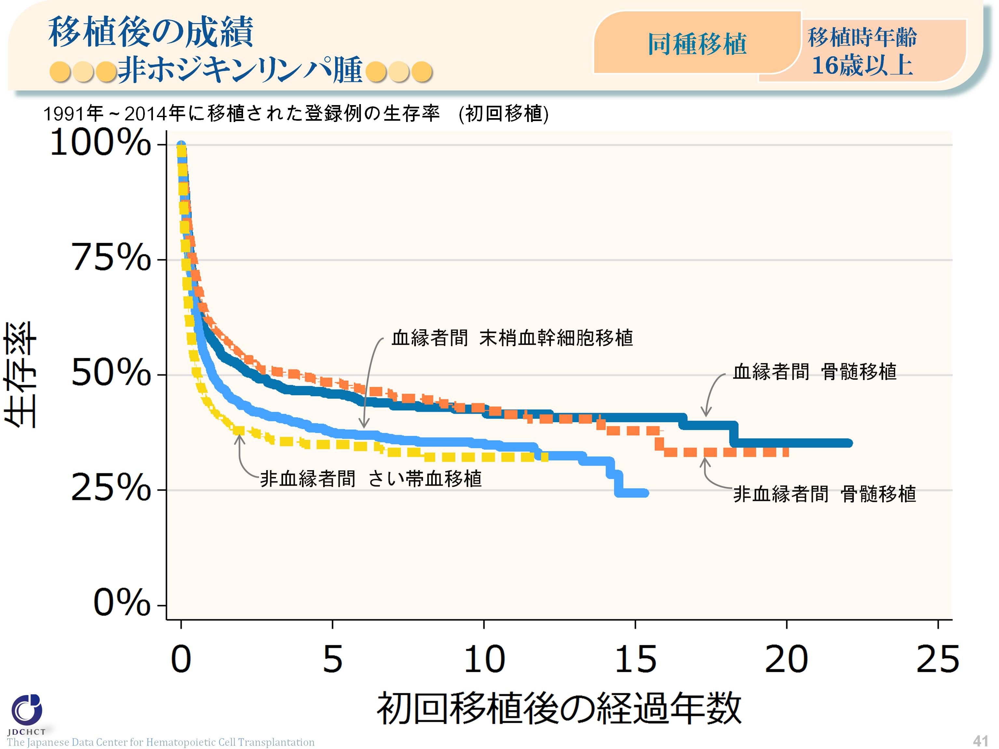 移植後の成績
非ホジキンリンパ腫
同種移植
移植時年齢
16歳以上
1991年~2014年に移植された登録例の生存率 (初回移植)
100%
75%
50%
25%
0%
生存率
血縁者間 末梢血幹細胞移植
血縁者間 骨髄移植
非血縁者間 さい帯血移植
非血縁者間 骨髄移植
0 5 10 15 20 25
初回移植後の経過年数
JDCHCT
The Japanese Data Center for Hematopoietic Cell Transplantation
41